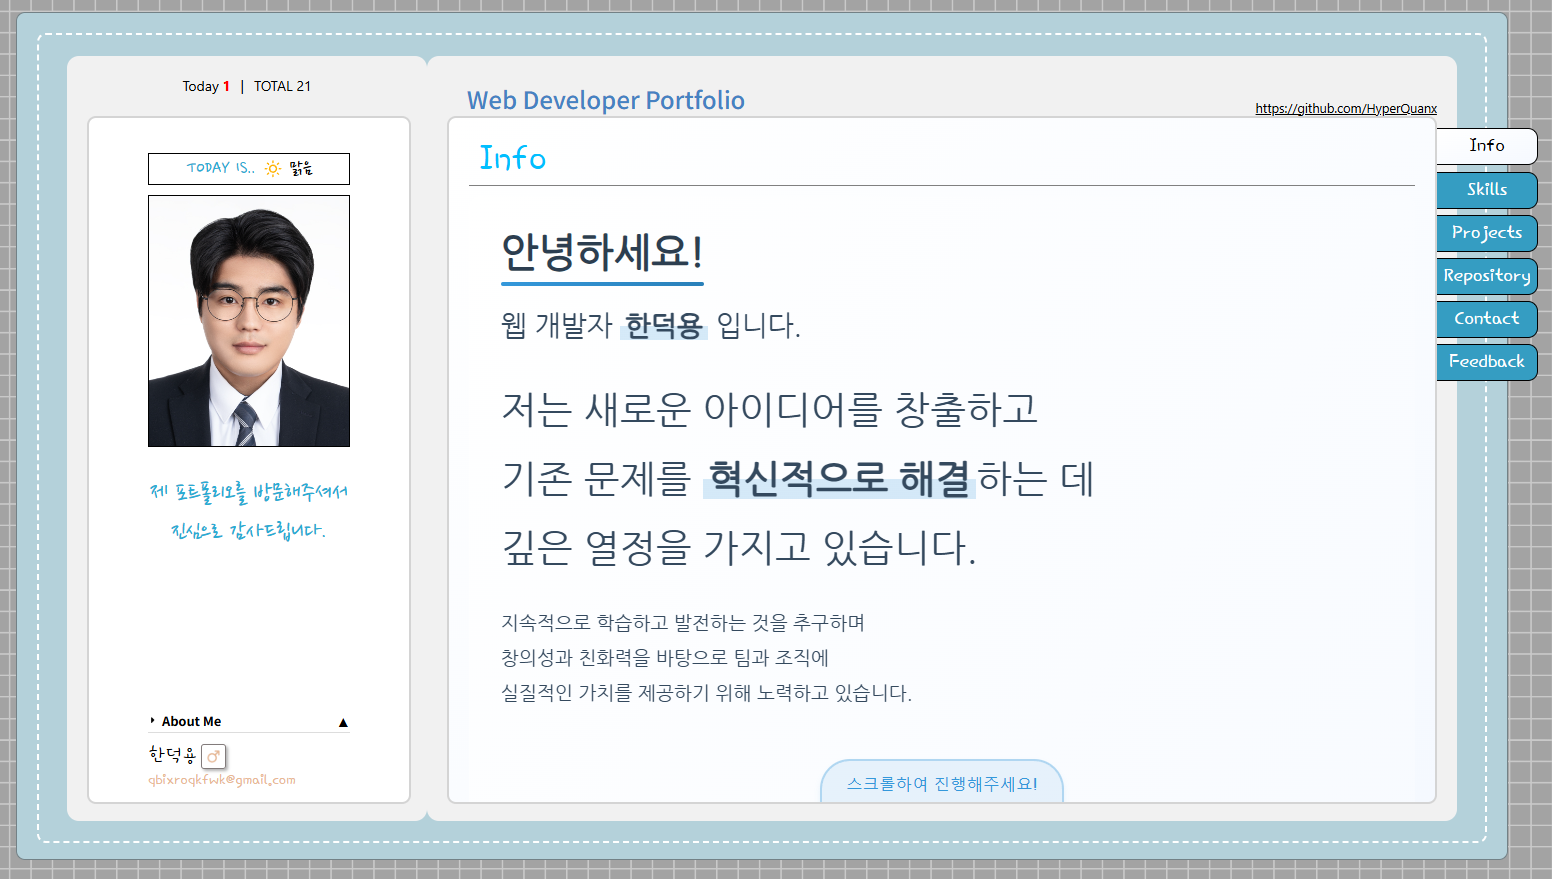 Today 1 | TOTAL 21
TODAY IS.. 맑음
제 포트폴리오를 방문해주셔서
진심으로 감사드립니다.
About Me ▲
한덕용 ♂
qbixroqkfwk@gmail.com
Web Developer Portfolio
https://github.com/HyperQuanx
Info
안녕하세요!
웹 개발자 한덕용 입니다.
저는 새로운 아이디어를 창출하고
기존 문제를 혁신적으로 해결하는 데
깊은 열정을 가지고 있습니다.
지속적으로 학습하고 발전하는 것을 추구하며
창의성과 친화력을 바탕으로 팀과 조직에
실질적인 가치를 제공하기 위해 노력하고 있습니다.
스크롤하여 진행해주세요!
Info
Skills
Projects
Repository
Contact
Feedback